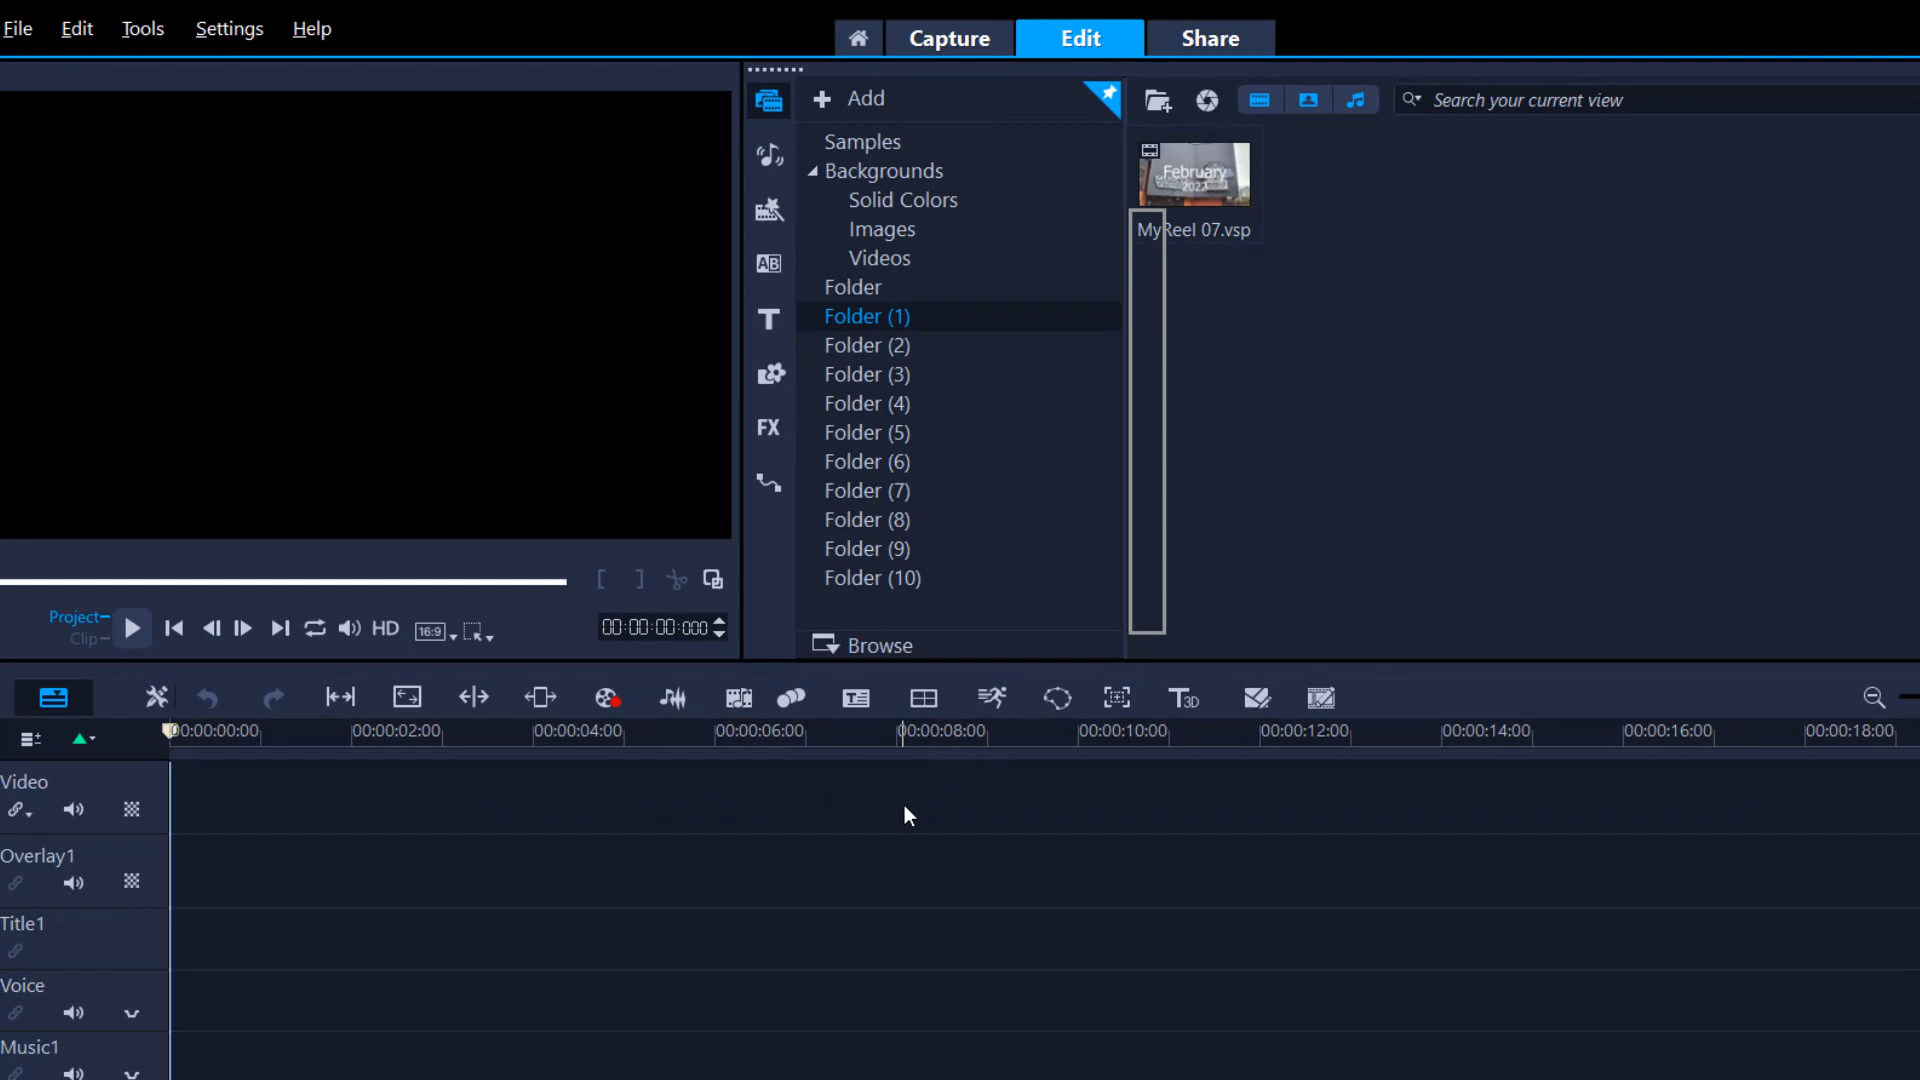 File Edit Tools Settings Help
Capture Edit Share
Add
Search your current view
Samples
Backgrounds
Solid Colors
Images
Videos
Folder
Folder (1)
Folder (2)
Folder (3)
Folder (4)
Folder (5)
Folder (6)
Folder (7)
Folder (8)
Folder (9)
Folder (10)
Browse
February
2022
MyReel 07.vsp
AB
T
FX
Project
Clip
HD
16:9
00:00:00:000
T3D
00:00:00:00 00:00:02:00 00:00:04:00 00:00:06:00 00:00:08:00 00:00:10:00 00:00:12:00 00:00:14:00 00:00:16:00 00:00:18:00
Video
Overlay1
Title1
Voice
Music1